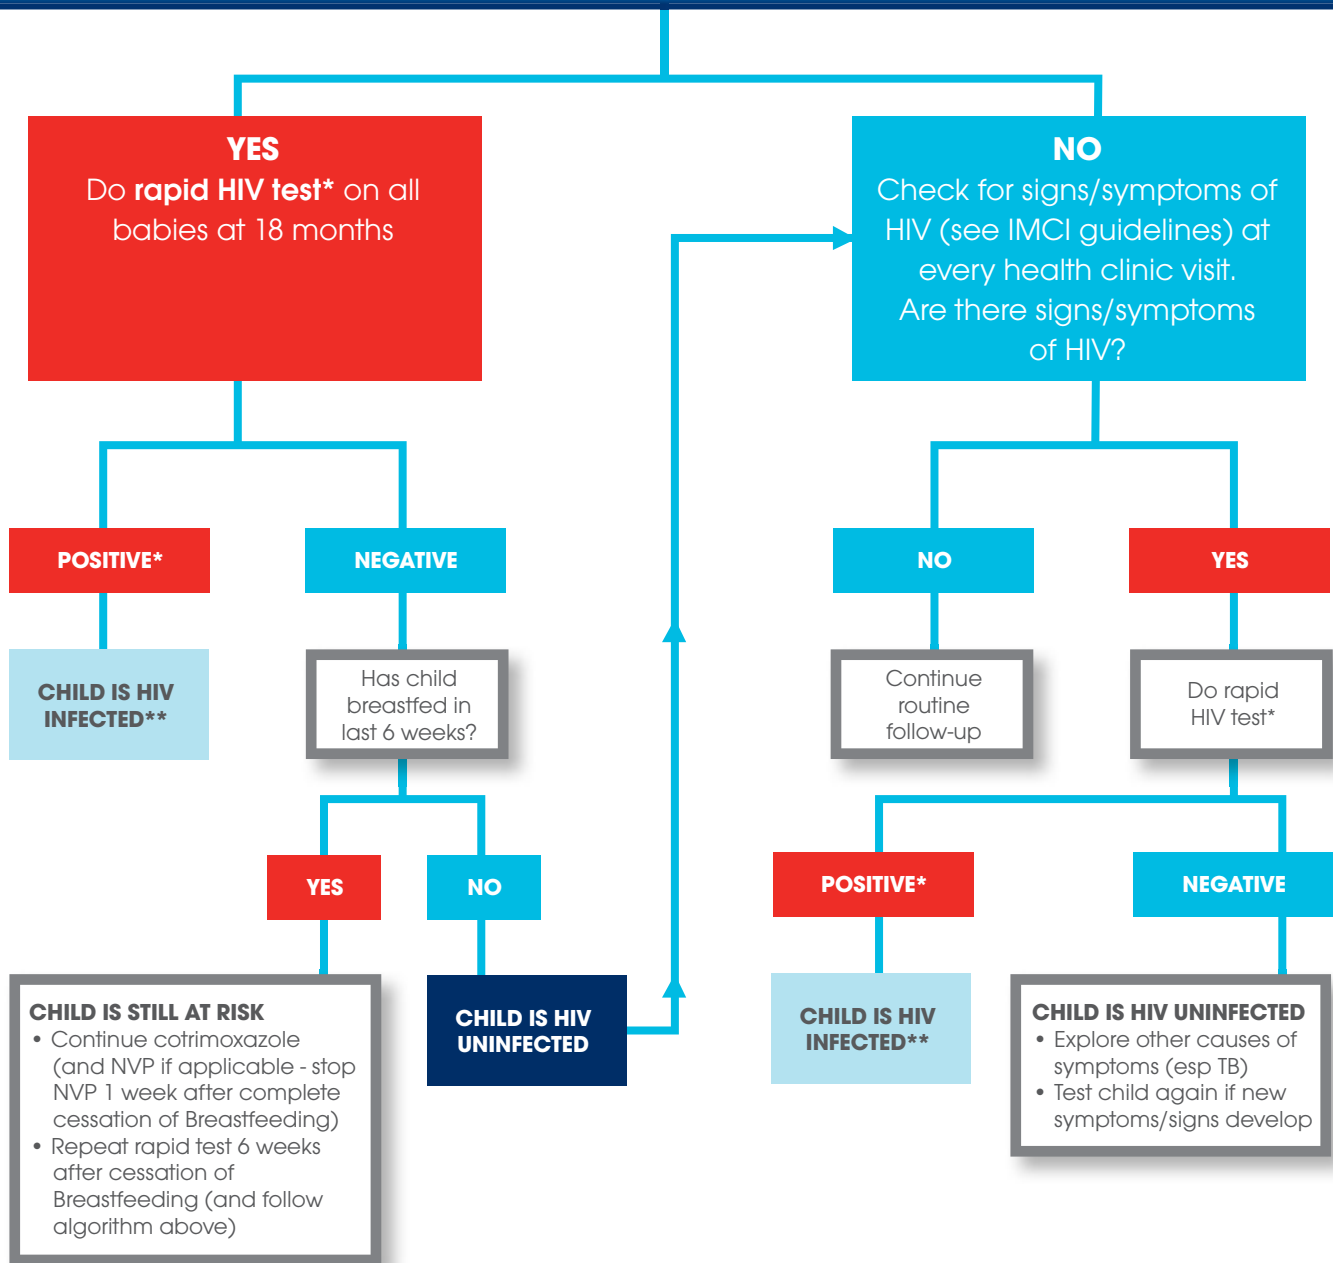 YES
Do rapid HIV test* on all
babies at 18 months
NO
Check for signs/symptoms of
HIV (see IMCI guidelines) at
every health clinic visit.
Are there signs/symptoms
of HIV?
POSITIVE*
NEGATIVE
NO
YES
CHILD IS HIV
INFECTED**
Has child
breastfed in
last 6 weeks?
Continue
routine
follow-up
Do rapid
HIV test*
YES
NO
POSITIVE*
NEGATIVE
CHILD IS STILL AT RISK
• Continue cotrimoxazole
(and NVP if applicable - stop
NVP 1 week after complete
cessation of Breastfeeding)
• Repeat rapid test 6 weeks
after cessation of
Breastfeeding (and follow
algorithm above)
CHILD IS HIV
UNINFECTED
CHILD IS HIV
INFECTED**
CHILD IS HIV UNINFECTED
• Explore other causes of
symptoms (esp TB)
• Test child again if new
symptoms/signs develop